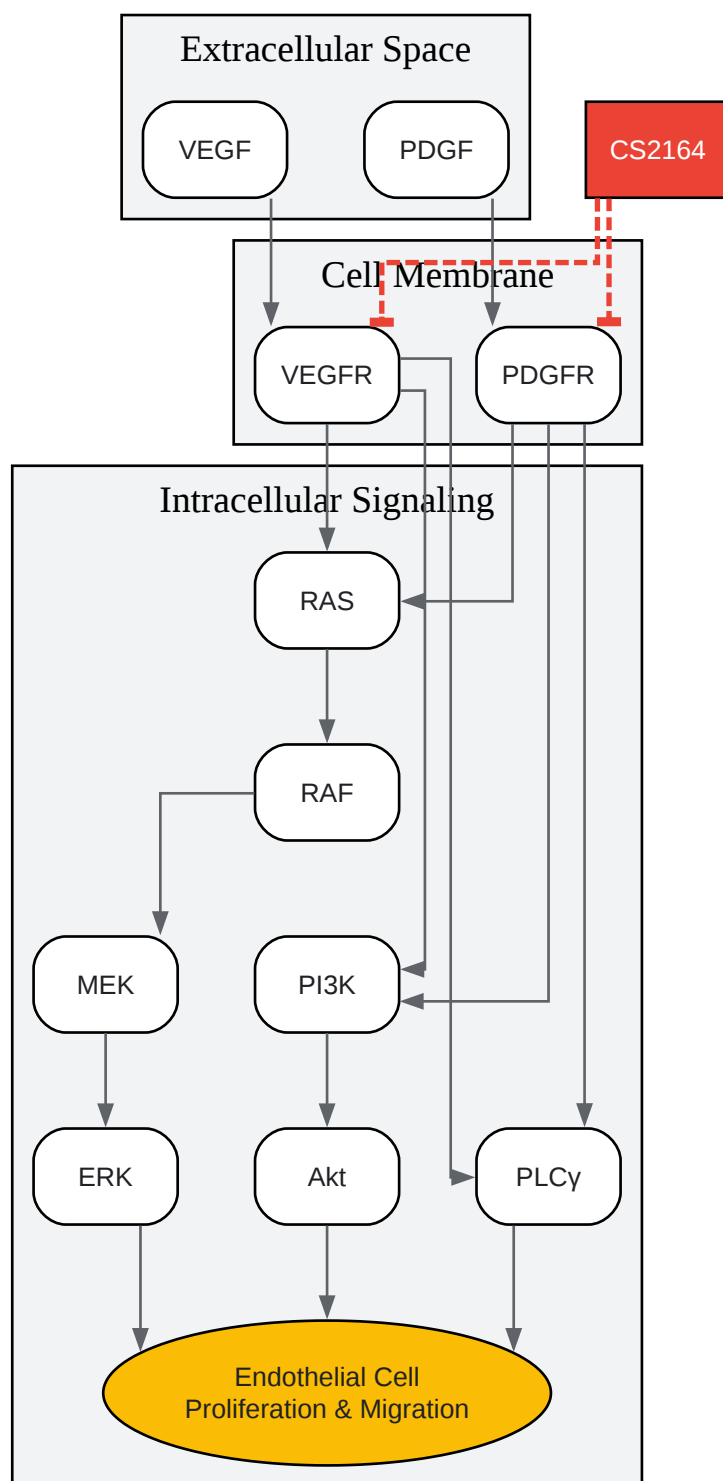 Extracellular Space
VEGF
PDGF
CS2164
Cell Membrane
VEGFR
PDGFR
Intracellular Signaling
RAS
RAF
MEK
PI3K
ERK
Akt
PLCγ
Endothelial Cell
Proliferation & Migration